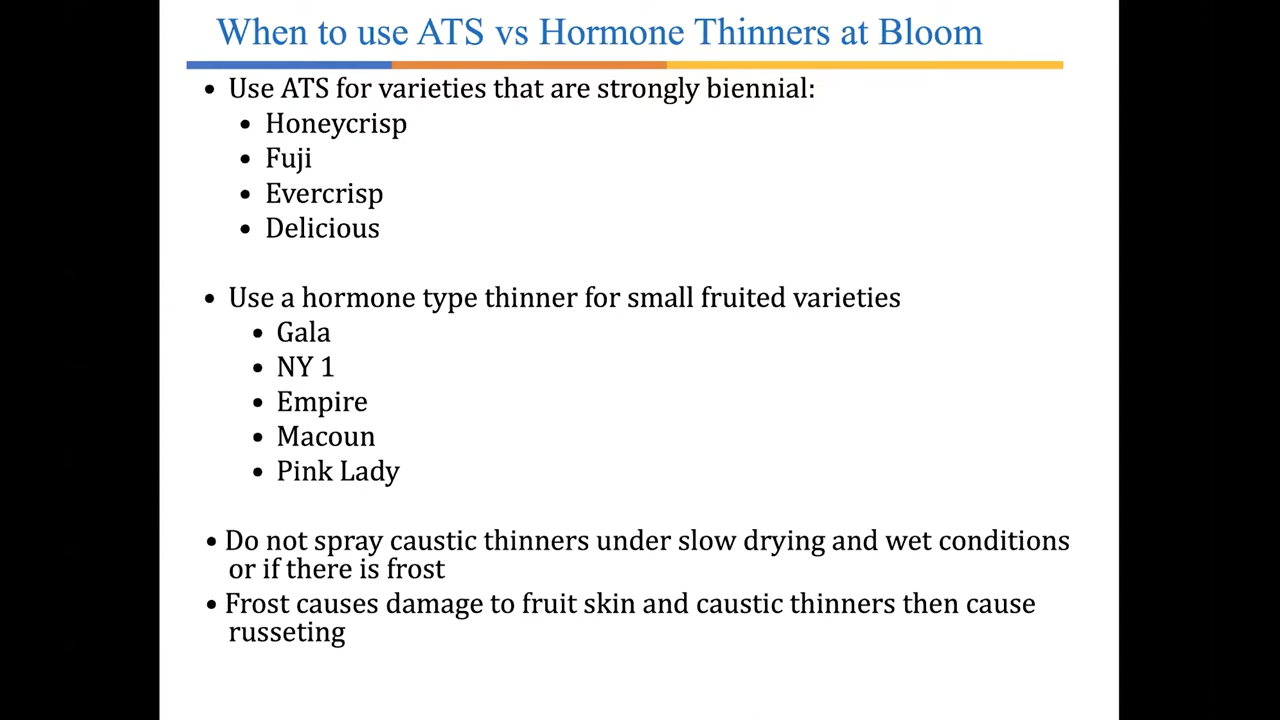 When to use ATS vs Hormone Thinners at Bloom
• Use ATS for varieties that are strongly biennial:
• Honeycrisp
• Fuji
• Evercrisp
• Delicious
• Use a hormone type thinner for small fruited varieties
• Gala
• NY 1
• Empire
• Macoun
• Pink Lady
• Do not spray caustic thinners under slow drying and wet conditions
or if there is frost
• Frost causes damage to fruit skin and caustic thinners then cause
russeting